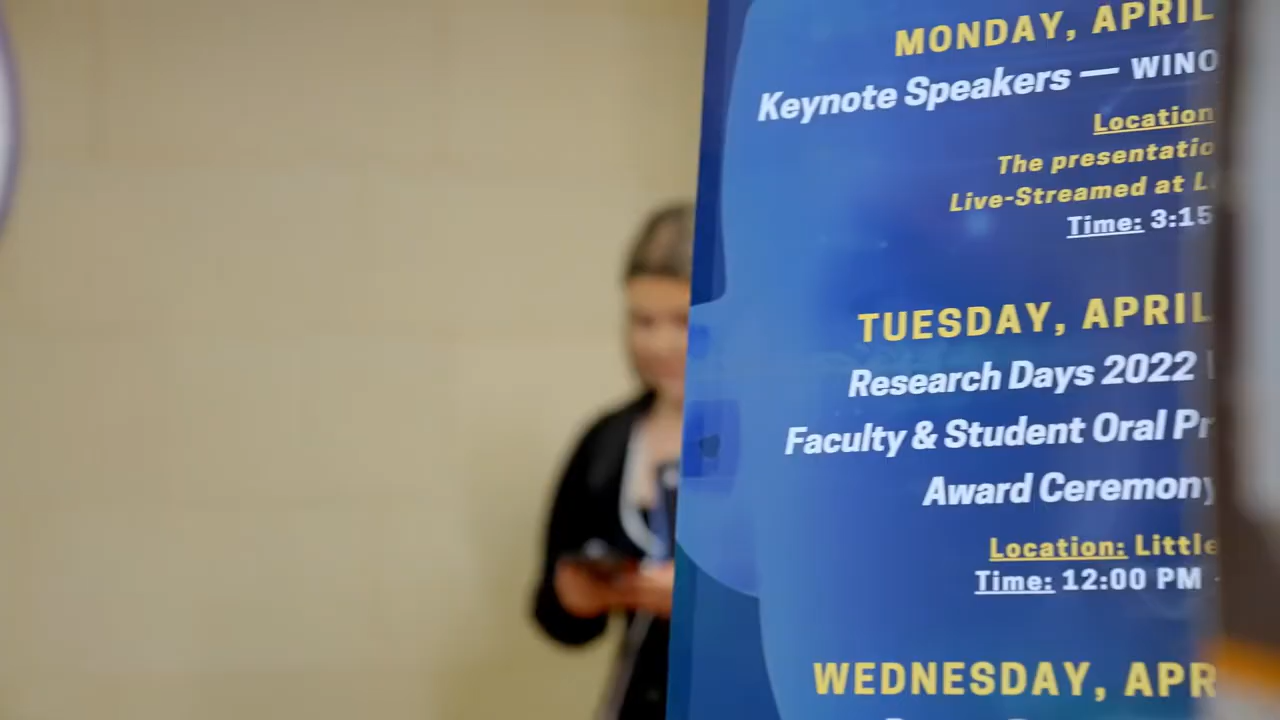 MONDAY, APRIL
Keynote Speakers — WINO
Location
The presentatio
Live-Streamed at L
Time: 3:15
TUESDAY, APRIL
Research Days 2022
Faculty & Student Oral Pr
Award Ceremony
Location: Little
Time: 12:00 PM -
WEDNESDAY, APR